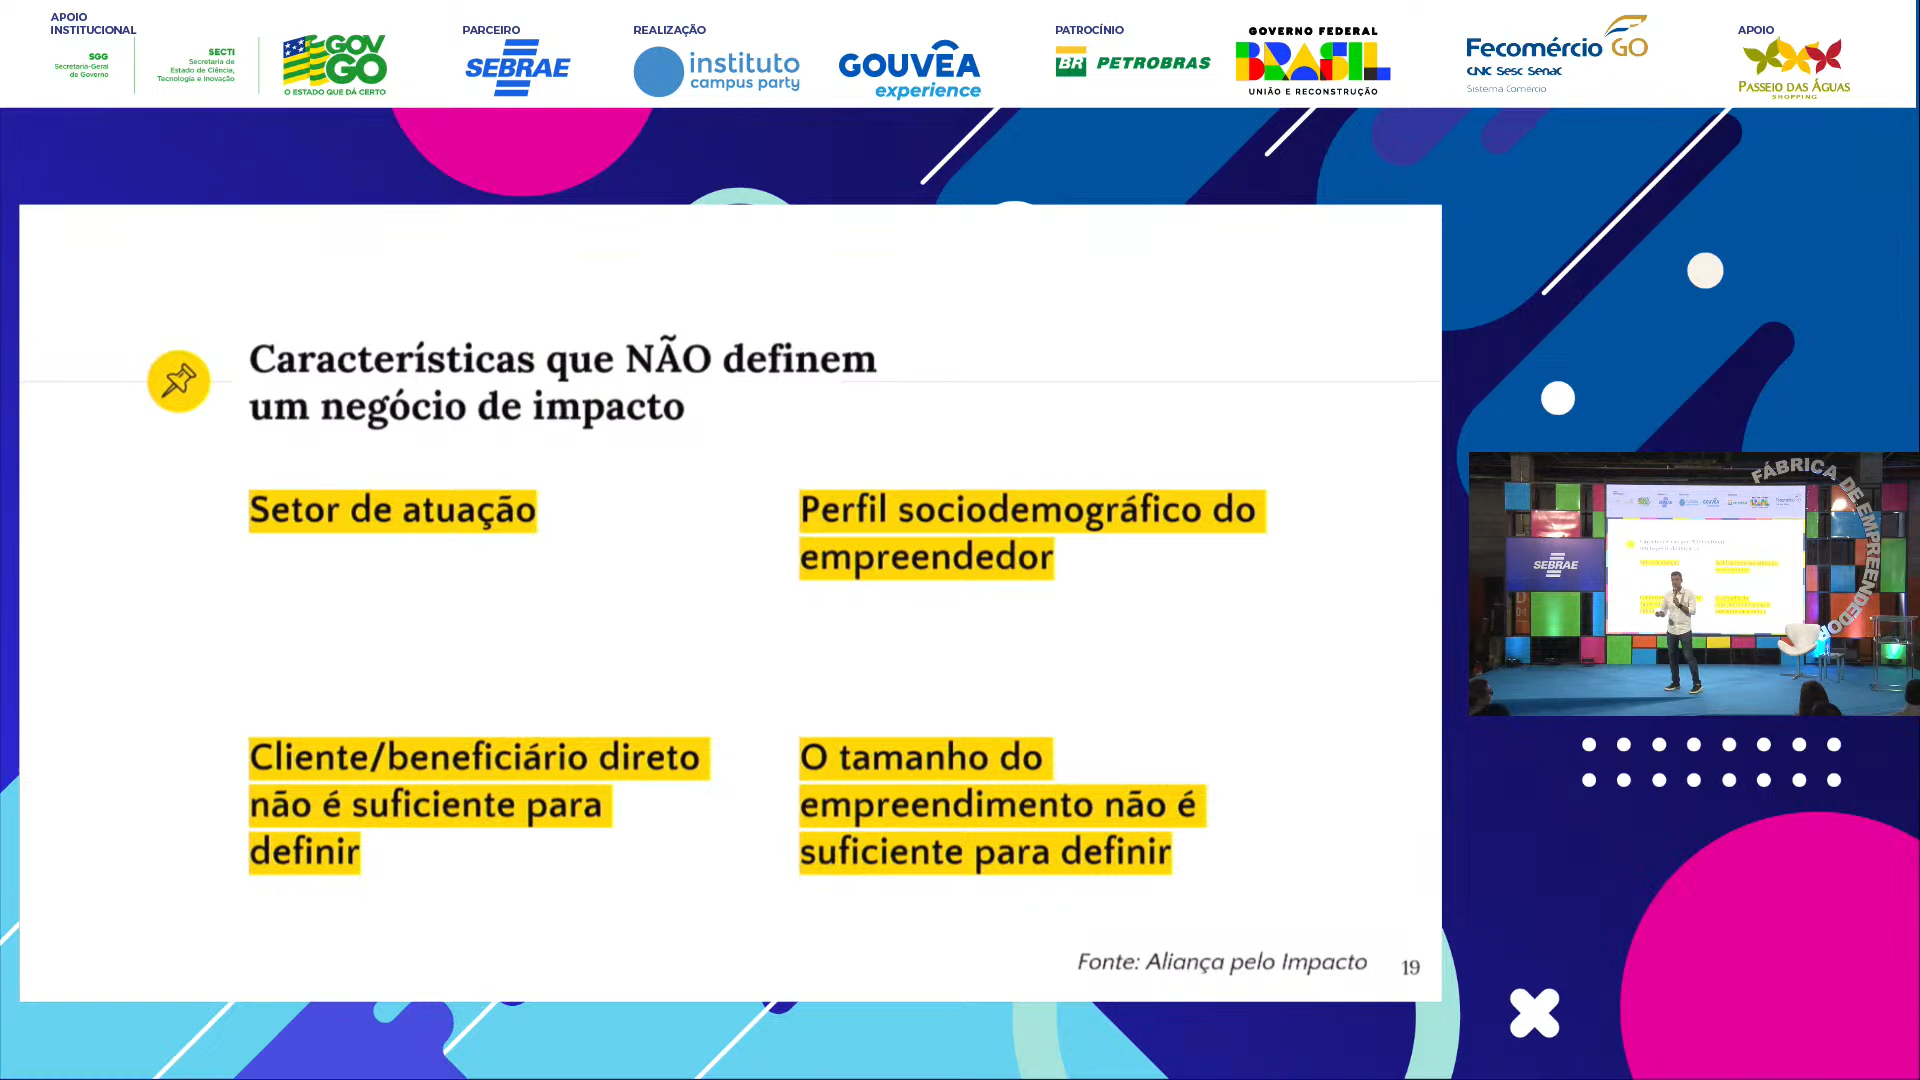 APOIO
INSTITUCIONAL
SGG
Secretaria-Geral
de Governo
SECTI
Secretaria de
Estado de Ciência,
Tecnologia e Inovação
GOV
GO
O ESTADO QUE DÁ CERTO
PARCEIRO
SEBRAE
REALIZAÇÃO
instituto
campus party
GOUVÊA
experience
PATROCÍNIO
BR PETROBRAS
GOVERNO FEDERAL
BRASIL
UNIÃO E RECONSTRUÇÃO
Fecomércio GO
CNC Sesc Senac
Sistema Comércio
APOIO
PASSEIO DAS ÁGUAS
SHOPPING
Características que NÃO definem
um negócio de impacto
Setor de atuação
Perfil sociodemográfico do
empreendedor
Cliente/beneficiário direto
não é suficiente para
definir
O tamanho do
empreendimento não é
suficiente para definir
Fonte: Aliança pelo Impacto
19
FÁBRICA DE EMPREENDEDOR
SEBRAE